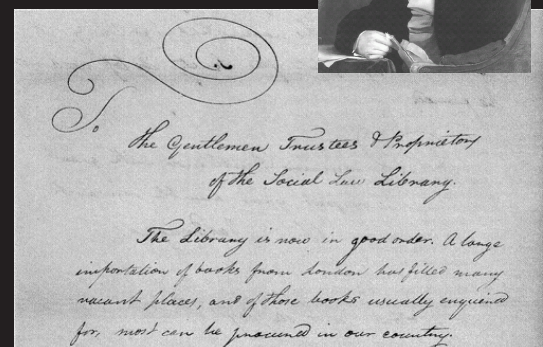 To
the Gentlemen Trustees & Proprietors
of the Social Law Library.
The Library is now in good order. A large
importation of books from London has filled many
vacant places, and of those books usually enquired
for, most can be procured in our country.